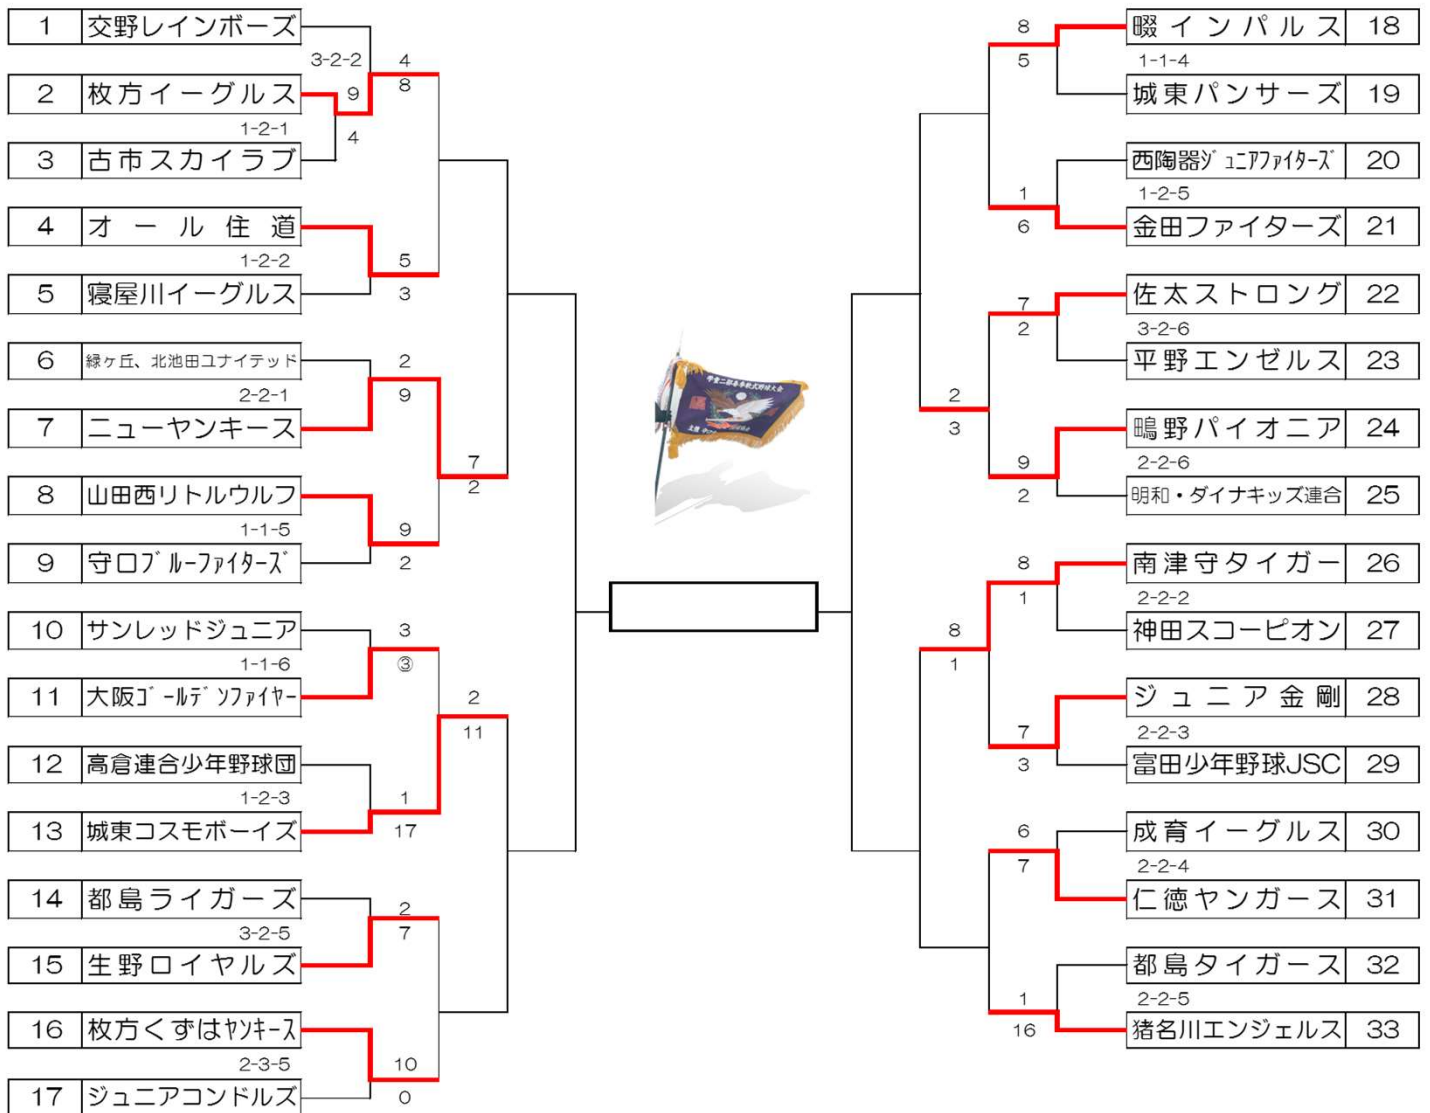 1 交野レインボーズ
3-2-2 4
8
2 枚方イーグルス 9
1-2-1 4
3 古市スカイラブ
4 オール住道
1-2-2 5
5 寝屋川イーグルス 3
6 緑ヶ丘、北池田ユナイテッド 2
2-2-1 9
7 ニューヤンキース
7
2
8 山田西リトルウルフ
1-1-5 9
9 守口ブルーファイターズ 2
10 サンレッドジュニア 3
1-1-6 ③
11 大阪ゴールデンファイヤー 2
11
12 高倉連合少年野球団
1-2-3 1
13 城東コスモボーイズ 17
14 都島ライガーズ 2
3-2-5 7
15 生野ロイヤルズ
16 枚方くずはヤンキース
2-3-5 10
17 ジュニアコンドルズ 0
学童二部春季軟式野球大会
8 畷インパルス 18
5 1-1-4
城東パンサーズ 19
西陶器ジュニアファイターズ 20
1 1-2-5
6 金田ファイターズ 21
7 佐太ストロング 22
2 3-2-6
平野エンゼルス 23
2
3
鴫野パイオニア 24
9 2-2-6
2 明和・ダイナキッズ連合 25
8 南津守タイガー 26
1 2-2-2
神田スコーピオン 27
8
1
ジュニア金剛 28
7 2-2-3
3 富田少年野球JSC 29
6 成育イーグルス 30
7 2-2-4
仁徳ヤンガース 31
都島タイガース 32
1 2-2-5
16 猪名川エンジェルス 33